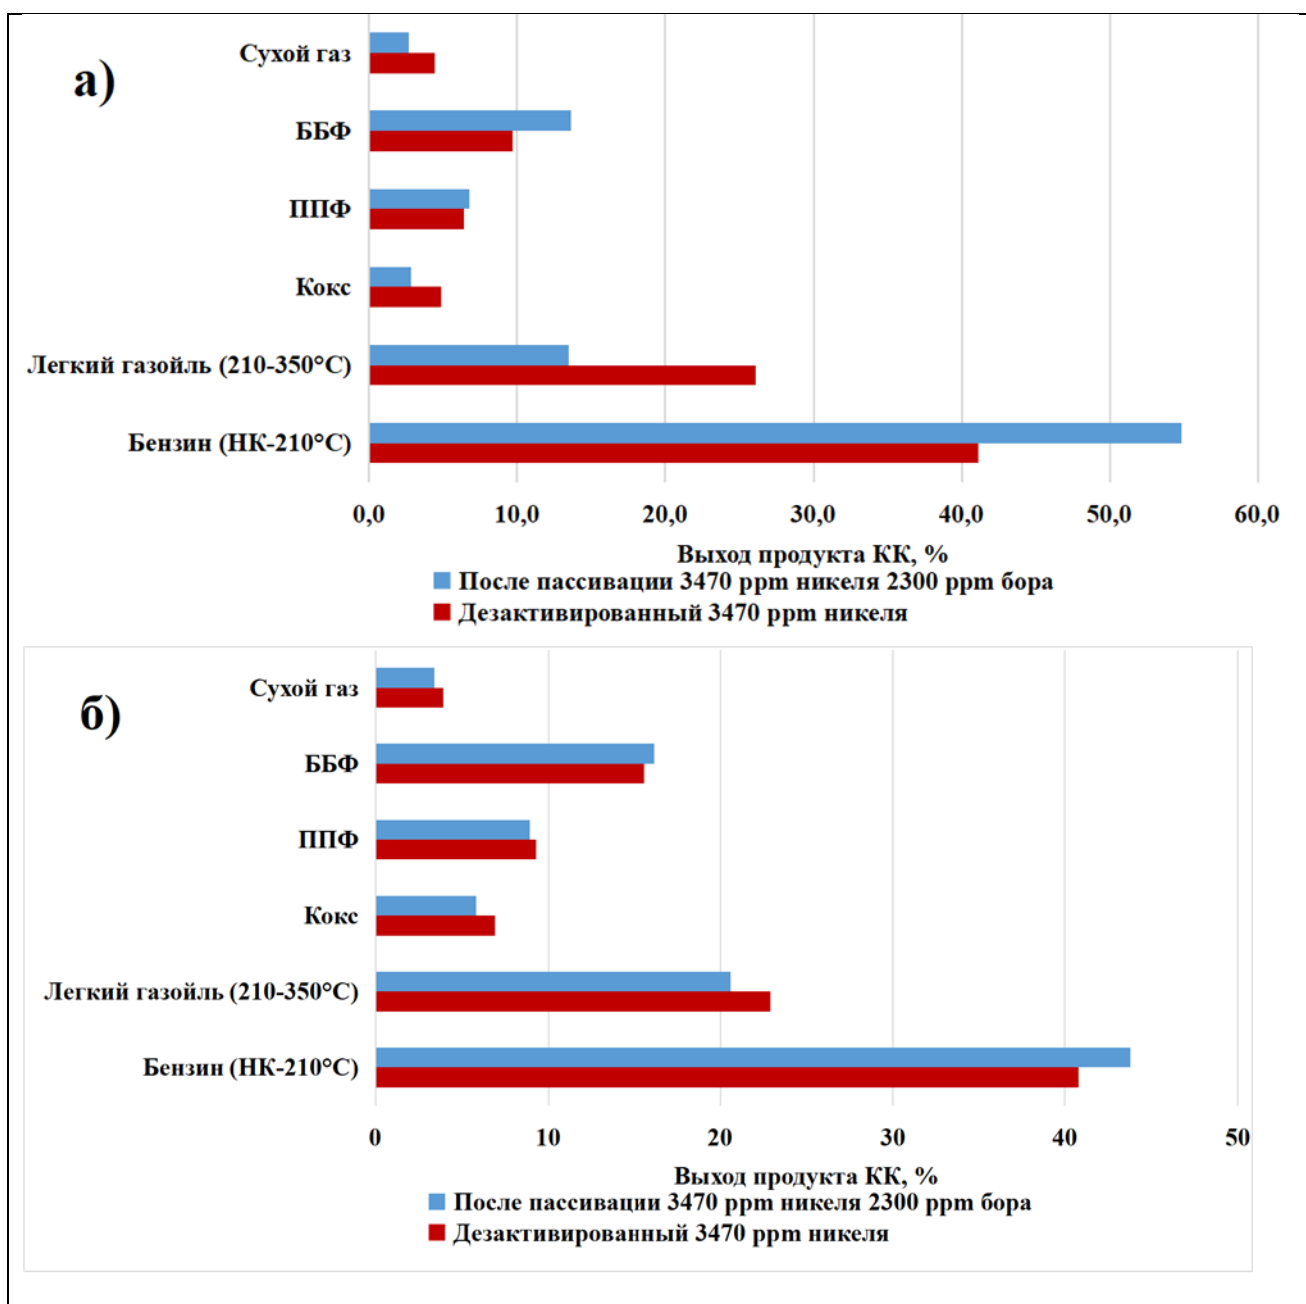 а)
Сухой газ
ББФ
ППФ
Кокс
Легкий газойль (210-350°С)
Бензин (НК-210°С)
0,0 10,0 20,0 30,0 40,0 50,0 60,0
Выход продукта КК, %
После пассивации 3470 ppm никеля 2300 ppm бора
Дезактивированный 3470 ppm никеля
б)
Сухой газ
ББФ
ППФ
Кокс
Легкий газойль (210-350°С)
Бензин (НК-210°С)
0 10 20 30 40 50
Выход продукта КК, %
После пассивации 3470 ppm никеля 2300 ppm бора
Дезактивированный 3470 ppm никеля